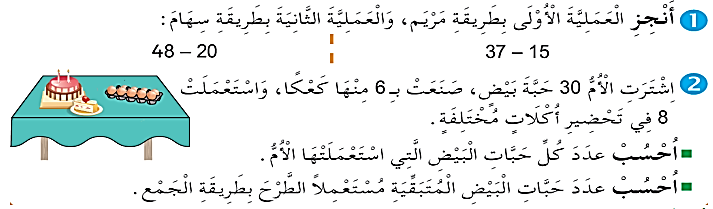 1 أَنْجِزِ الْعَمَلِيَّةَ الْأُوْلَى بِطَرِيقَةِ مَرْيَم، وَالْعَمَلِيَّةَ الثَّانِيَةَ بِطَرِيقَةِ سِهَامَ:
37 – 15 48 – 20
2 اِشْتَرَتِ الْأُمُّ 30 حَبَّةَ بَيْضٍ، صَنَعَتْ بِـ 6 مِنْهَا كَعْكًا، وَاسْتَعْمَلَتْ
8 فِي تَحْضِيرِ أُكْلَاتٍ مُخْتَلِفَةٍ.
اُحْسُبْ عَدَدَ كُلِّ حَبَّاتِ الْبَيْضِ الَّتِي اسْتَعْمَلَتْهَا الْأُمُّ.
اُحْسُبْ عَدَدَ حَبَّاتِ الْبَيْضِ الْمُتَبَقِّيَةِ مُسْتَعْمِلاً الطَّرْحَ بِطَرِيقَةِ الْجَمْعِ.